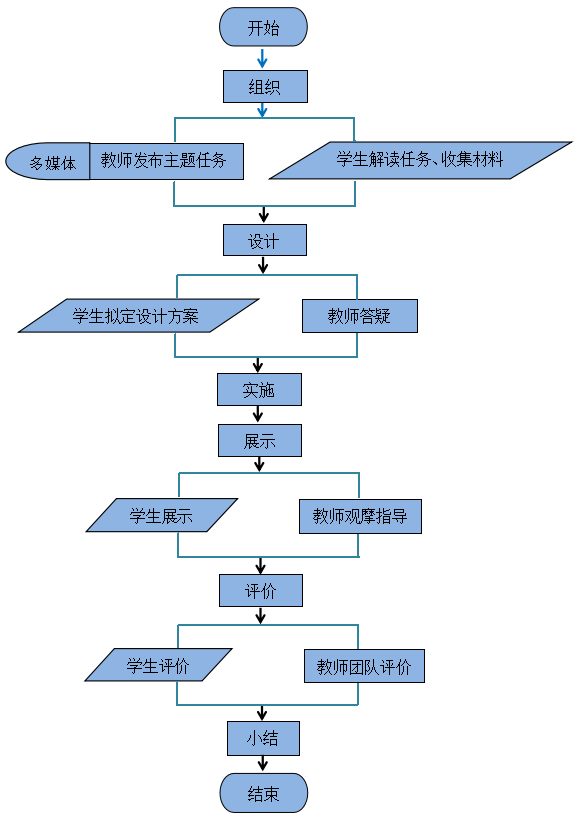 开始
组织
多媒体
教师发布主题任务
学生解读任务、收集材料
设计
学生拟定设计方案
教师答疑
实施
展示
学生展示
教师观摩指导
评价
学生评价
教师团队评价
小结
结束